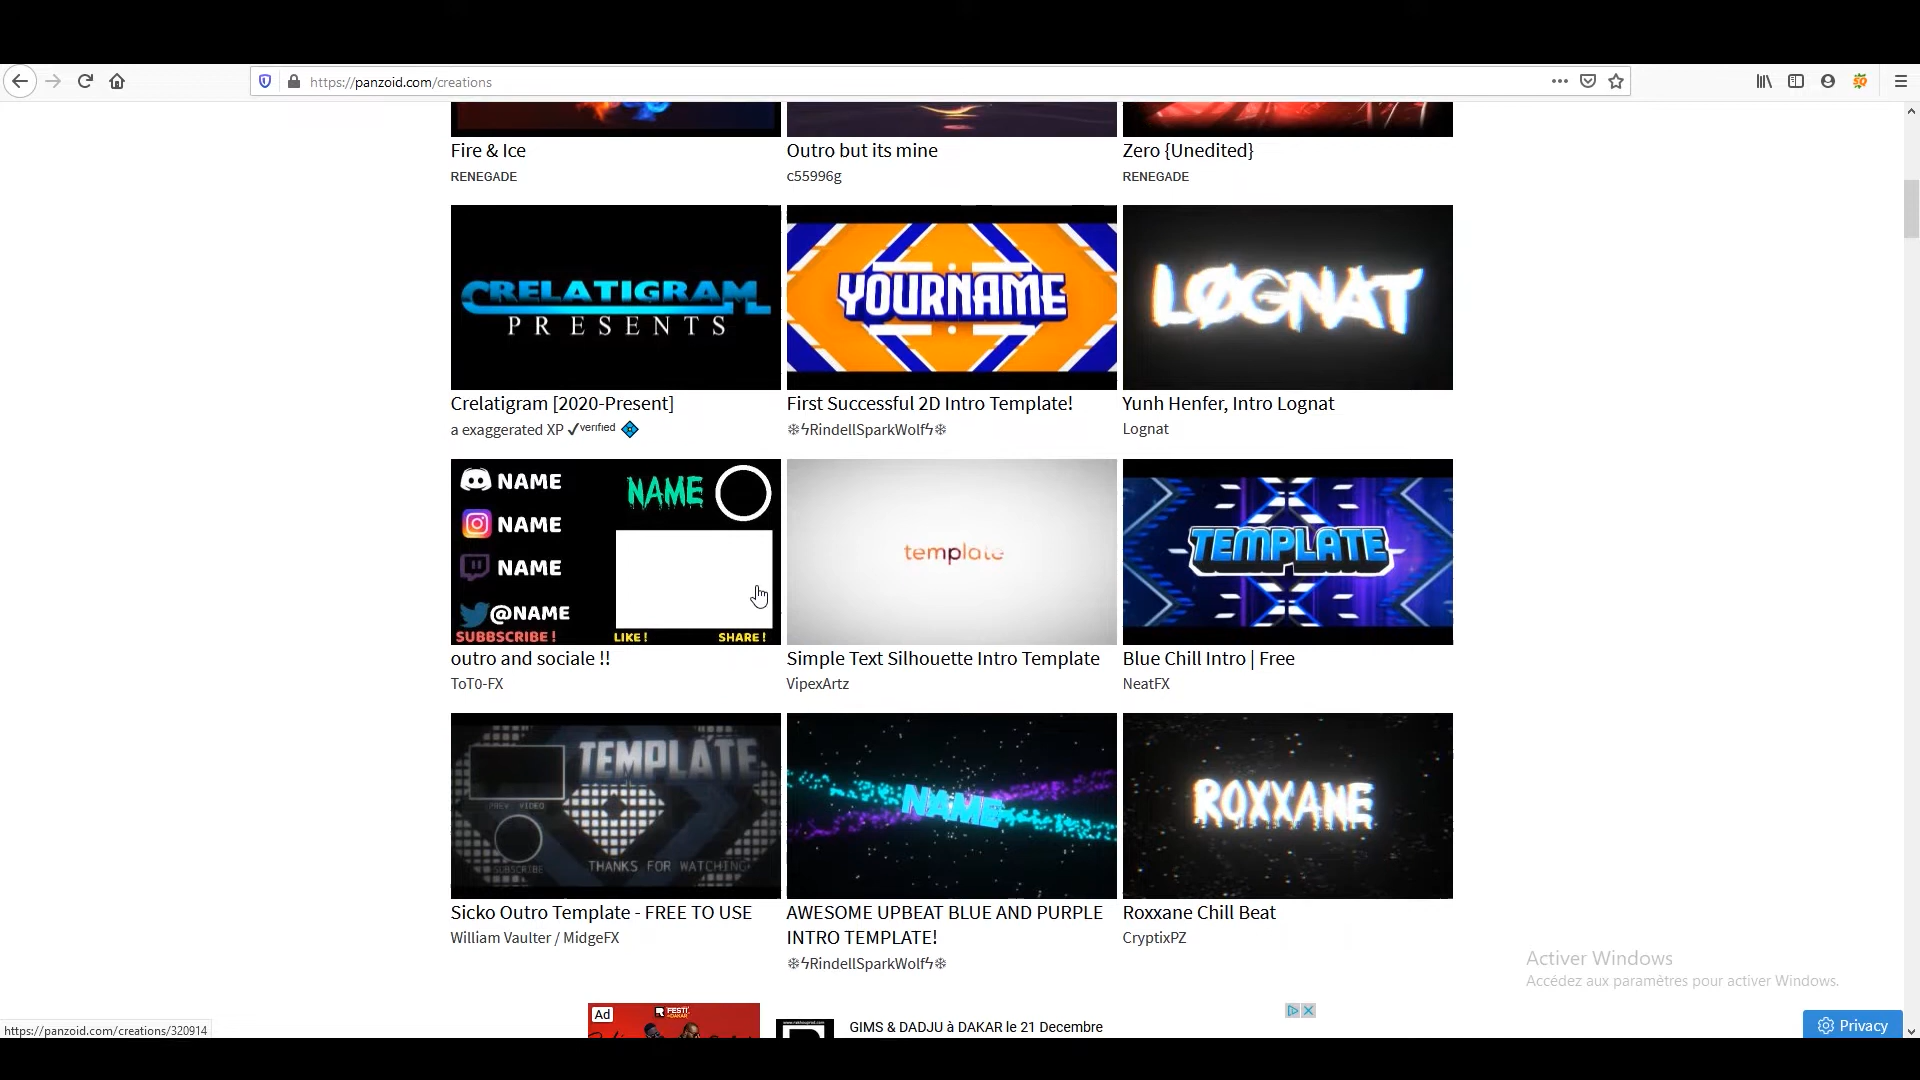 https://panzoid.com/creations
Fire & Ice
RENEGADE
Outro but its mine
c55996g
Zero {Unedited}
RENEGADE
CRELATIGRAM
PRESENTS
YOURNAME
LØGNAT
Crelatigram [2020-Present]
a exaggerated XP ✓verified
First Successful 2D Intro Template!
❄ϟRindellSparkWolfϟ❄
Yunh Henfer, Intro Lognat
Lognat
NAME
NAME
NAME
@NAME
SUBBSCRIBE !
NAME
LIKE !
SHARE !
template
TEMPLATE
outro and sociale !!
ToT0-FX
Simple Text Silhouette Intro Template
VipexArtz
Blue Chill Intro | Free
NeatFX
TEMPLATE
PREV. VIDEO
SUBSCRIBE
THANKS FOR WATCHING
NAME
ROXXANE
Sicko Outro Template - FREE TO USE
William Vaulter / MidgeFX
AWESOME UPBEAT BLUE AND PURPLE
INTRO TEMPLATE!
❄ϟRindellSparkWolfϟ❄
Roxxane Chill Beat
CryptixPZ
Activer Windows
Accédez aux paramètres pour activer Windows.
Ad
FESTI
GIMS & DADJU à DAKAR le 21 Decembre
https://panzoid.com/creations/320914
Privacy